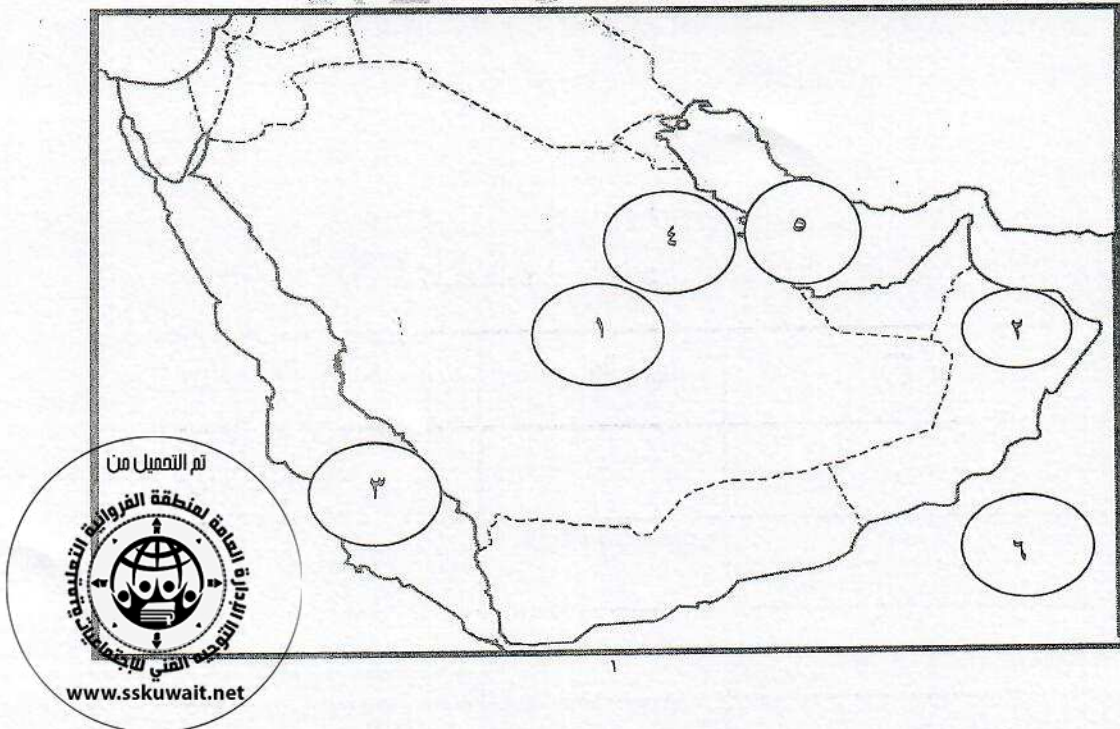 ٤
٥
١
٢
٣
٦
١
تم التحميل من
الإدارة العامة لمنطقة الفروانية التعليمية
التوجيه الفني للاجتماعيات
www.sskuwait.net